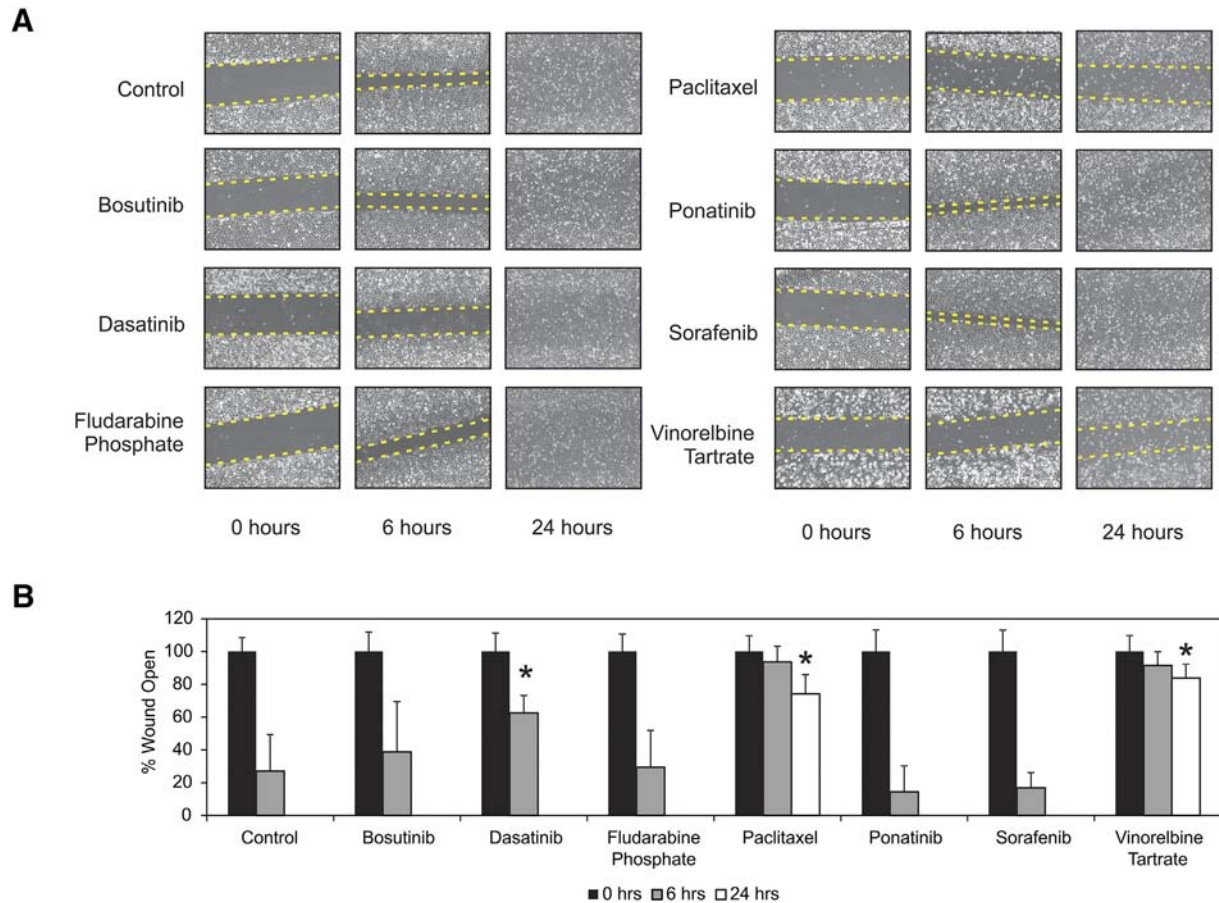 A
Control
Bosutinib
Dasatinib
Fludarabine
Phosphate
0 hours
6 hours
24 hours
Paclitaxel
Ponatinib
Sorafenib
Vinorelbine
Tartrate
0 hours
6 hours
24 hours
B
% Wound Open
120
100
80
60
40
20
0
*
*
*
Control
Bosutinib
Dasatinib
Fludarabine
Phosphate
Paclitaxel
Ponatinib
Sorafenib
Vinorelbine
Tartrate
0 hrs
6 hrs
24 hrs